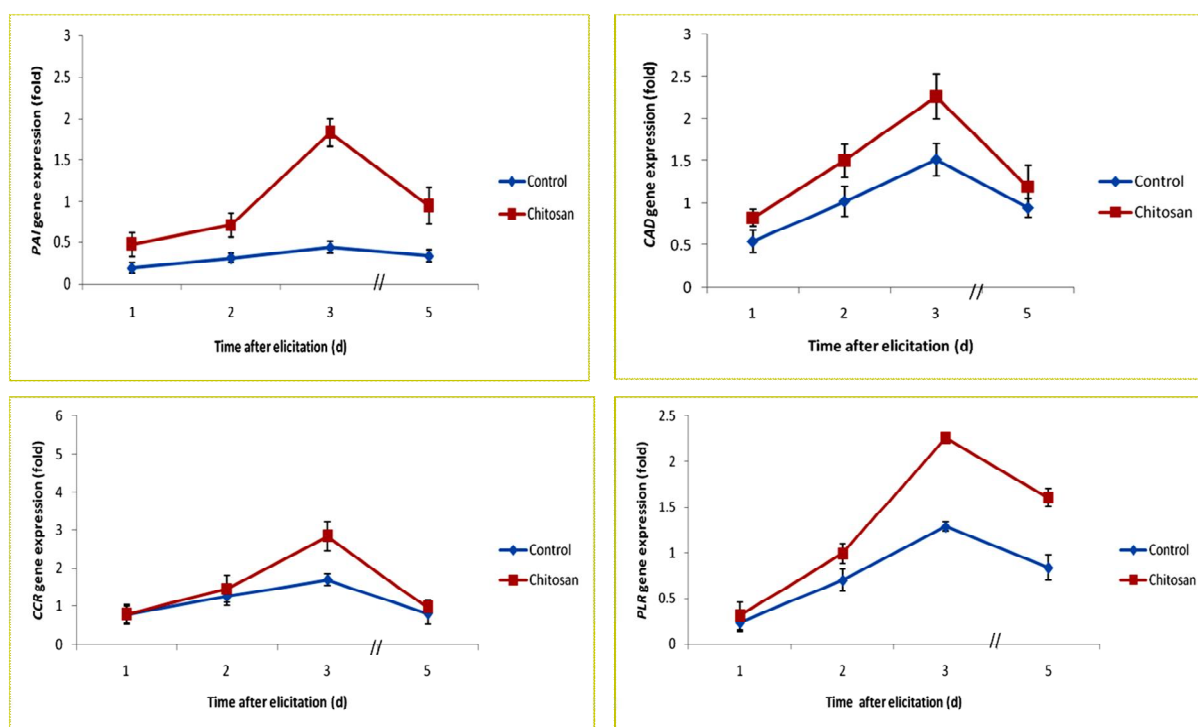 3
2.5
2
1.5
1
0.5
0
PAI gene expression (fold)
1 2 3 // 5
Time after elicitation (d)
Control
Chitosan
3
2.5
2
1.5
1
0.5
0
CAD gene expression (fold)
1 2 3 // 5
Time after elicitation (d)
Control
Chitosan
6
5
4
3
2
1
0
CCR gene expression (fold)
1 2 3 // 5
Time after elicitation (d)
Control
Chitosan
2.5
2
1.5
1
0.5
0
PLR gene expression (fold)
1 2 3 // 5
Time after elicitation (d)
Control
Chitosan